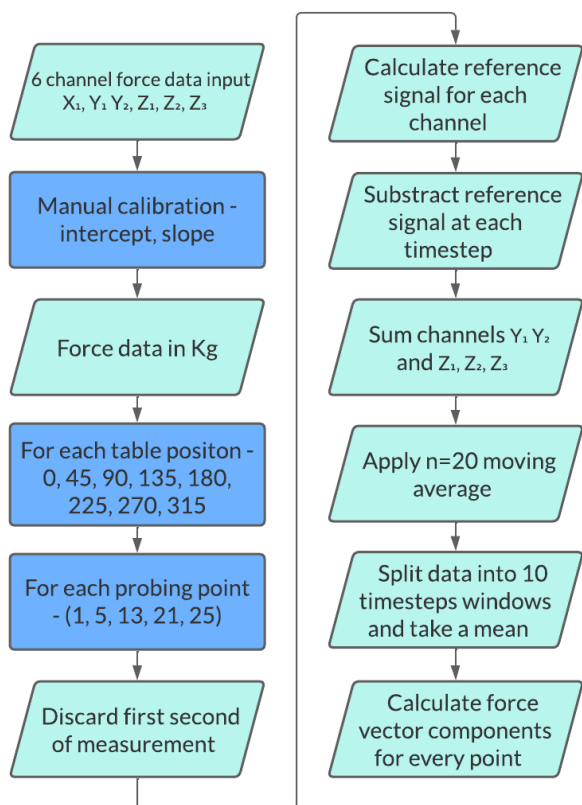 6 channel force data input
X₁, Y₁ Y₂, Z₁, Z₂, Z₃
Manual calibration -
intercept, slope
Force data in Kg
For each table positon -
0, 45, 90, 135, 180,
225, 270, 315
For each probing point
- (1, 5, 13, 21, 25)
Discard first second
of measurement
Calculate reference
signal for each
channel
Substract reference
signal at each
timestep
Sum channels Y₁ Y₂
and Z₁, Z₂, Z₃
Apply n=20 moving
average
Split data into 10
timesteps windows
and take a mean
Calculate force
vector components
for every point